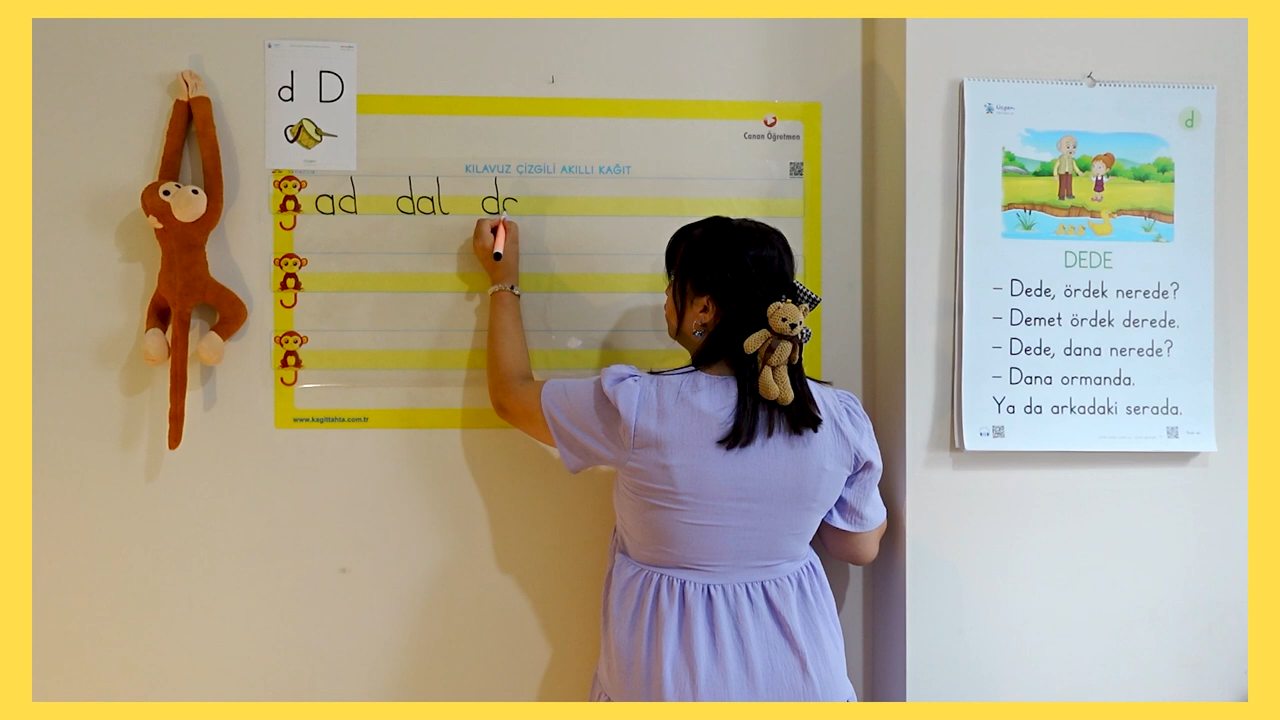 d D
Canan Öğretmen
KILAVUZ ÇİZGİLİ AKILLI KAĞIT
ad dal
www.kagittahta.com.tr
Üçgen
d
DEDE
– Dede, ördek nerede?
– Demet ördek derede.
– Dede, dana nerede?
– Dana ormanda.
Ya da arkadaki serada.